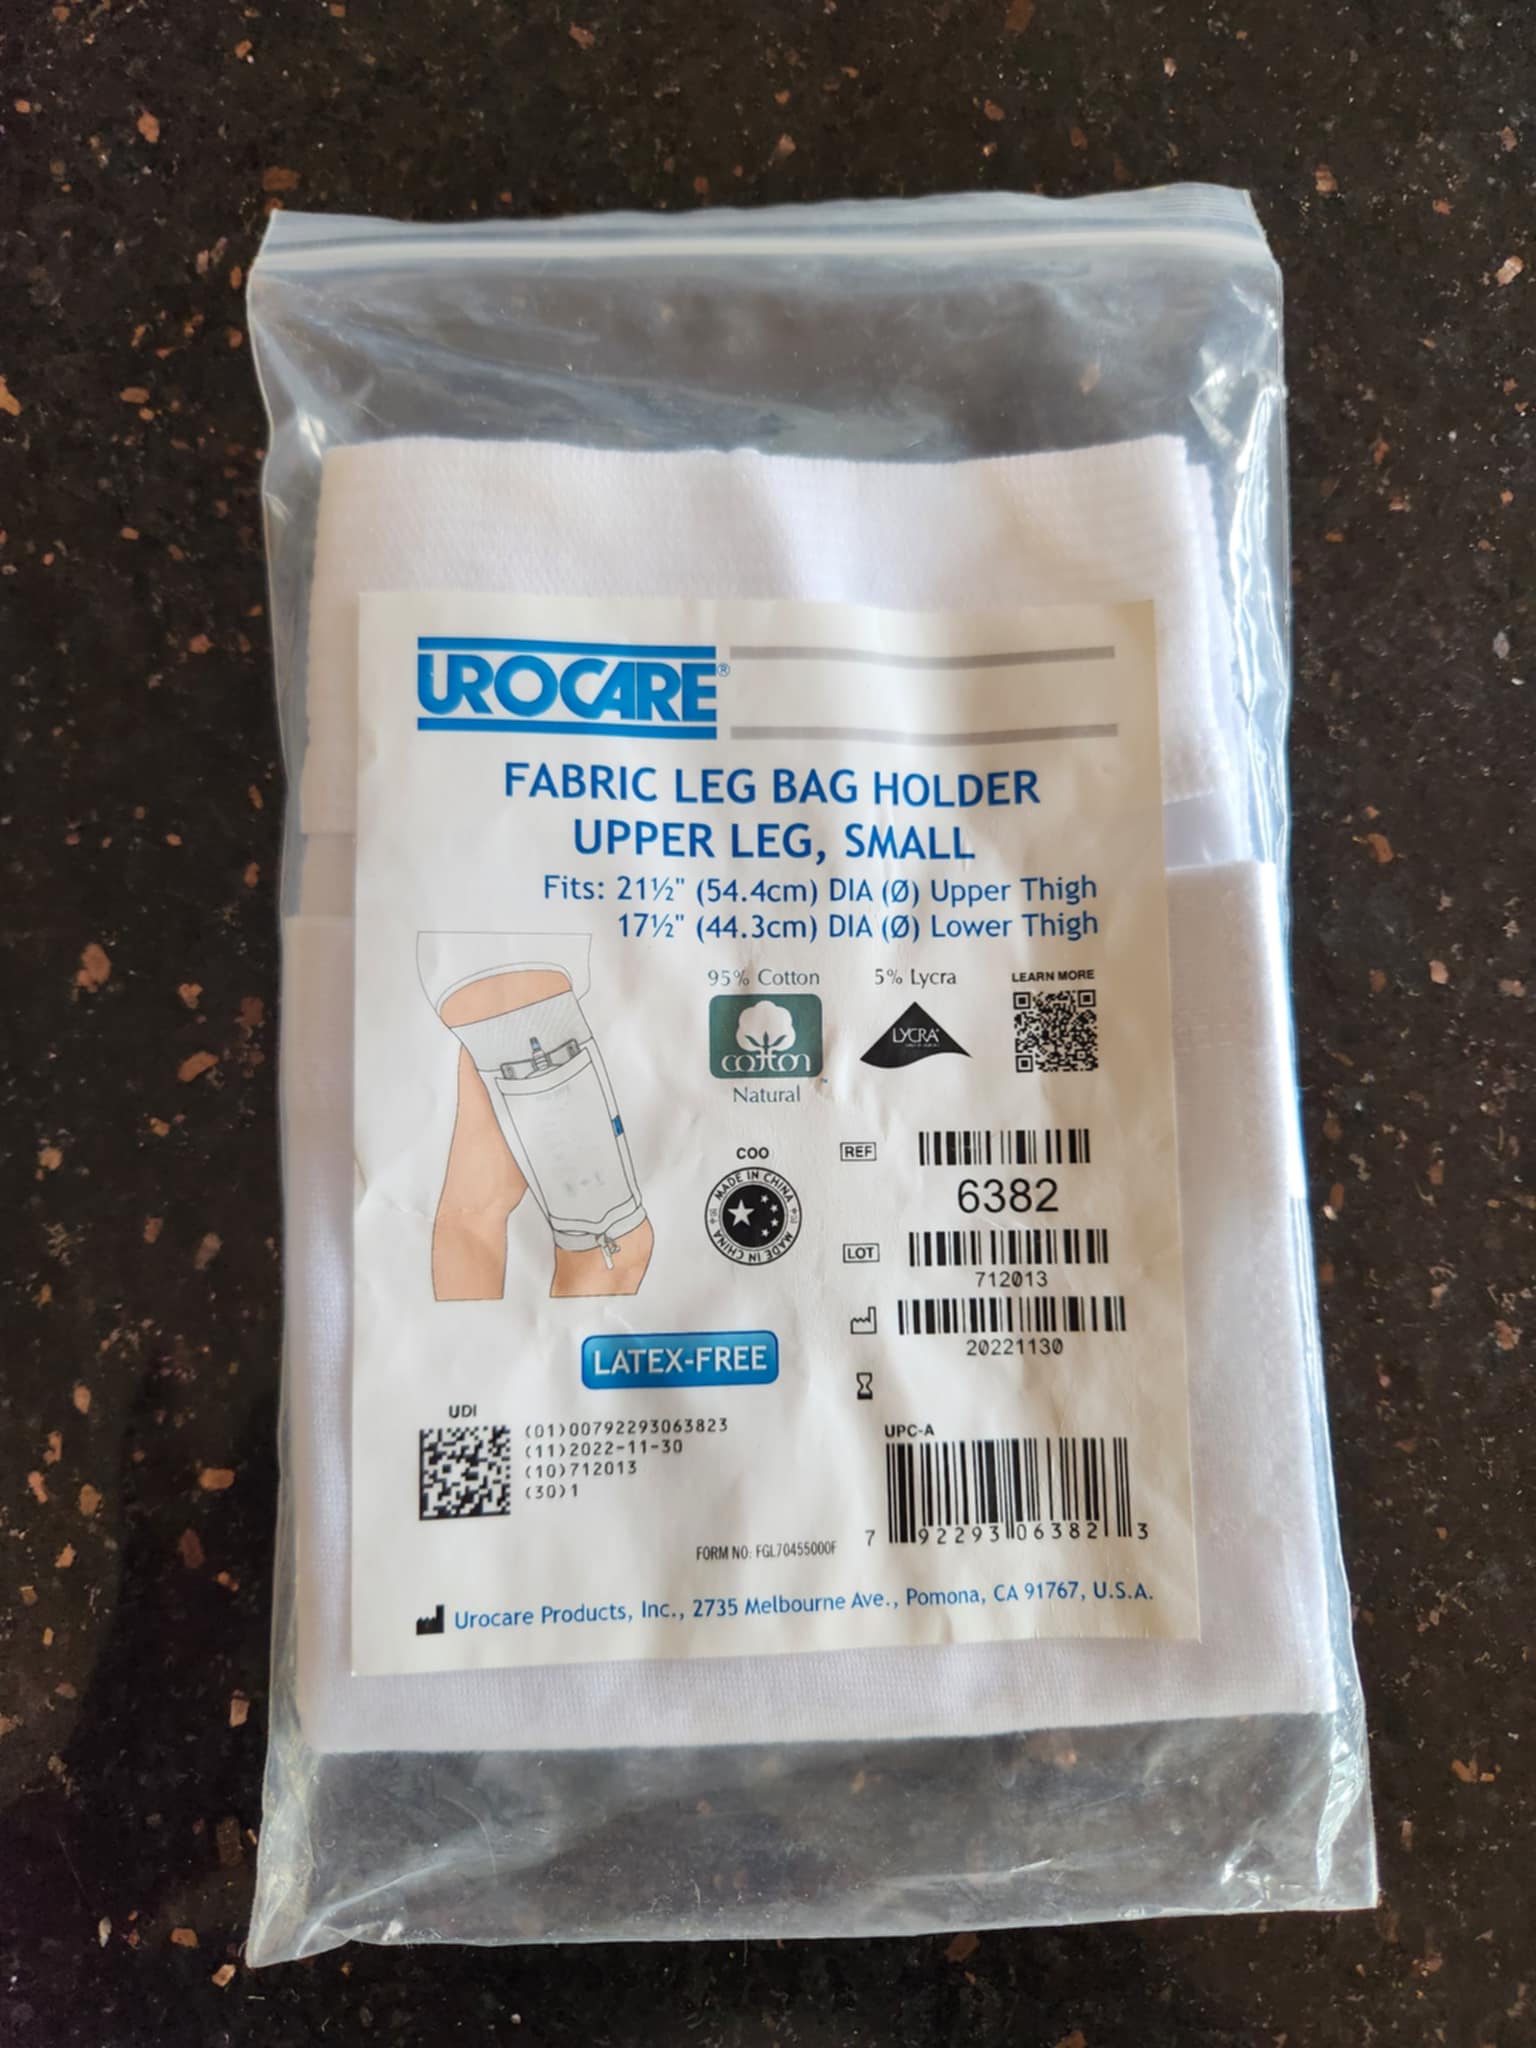 UROCARE®
FABRIC LEG BAG HOLDER
UPPER LEG, SMALL
Fits: 21½" (54.4cm) DIA (Ø) Upper Thigh
17½" (44.3cm) DIA (Ø) Lower Thigh
95% Cotton
5% Lycra
LEARN MORE
cotton
LYCRA
Natural
COO
MADE IN CHINA
MADE IN CHINA
REF
6382
LOT
712013
20221130
LATEX-FREE
UDI
(01)00792293063823
(11)2022-11-30
(10)712013
(30)1
UPC-A
7 92293 06382 3
FORM NO: FGL70455000F
Urocare Products, Inc., 2735 Melbourne Ave., Pomona, CA 91767, U.S.A.